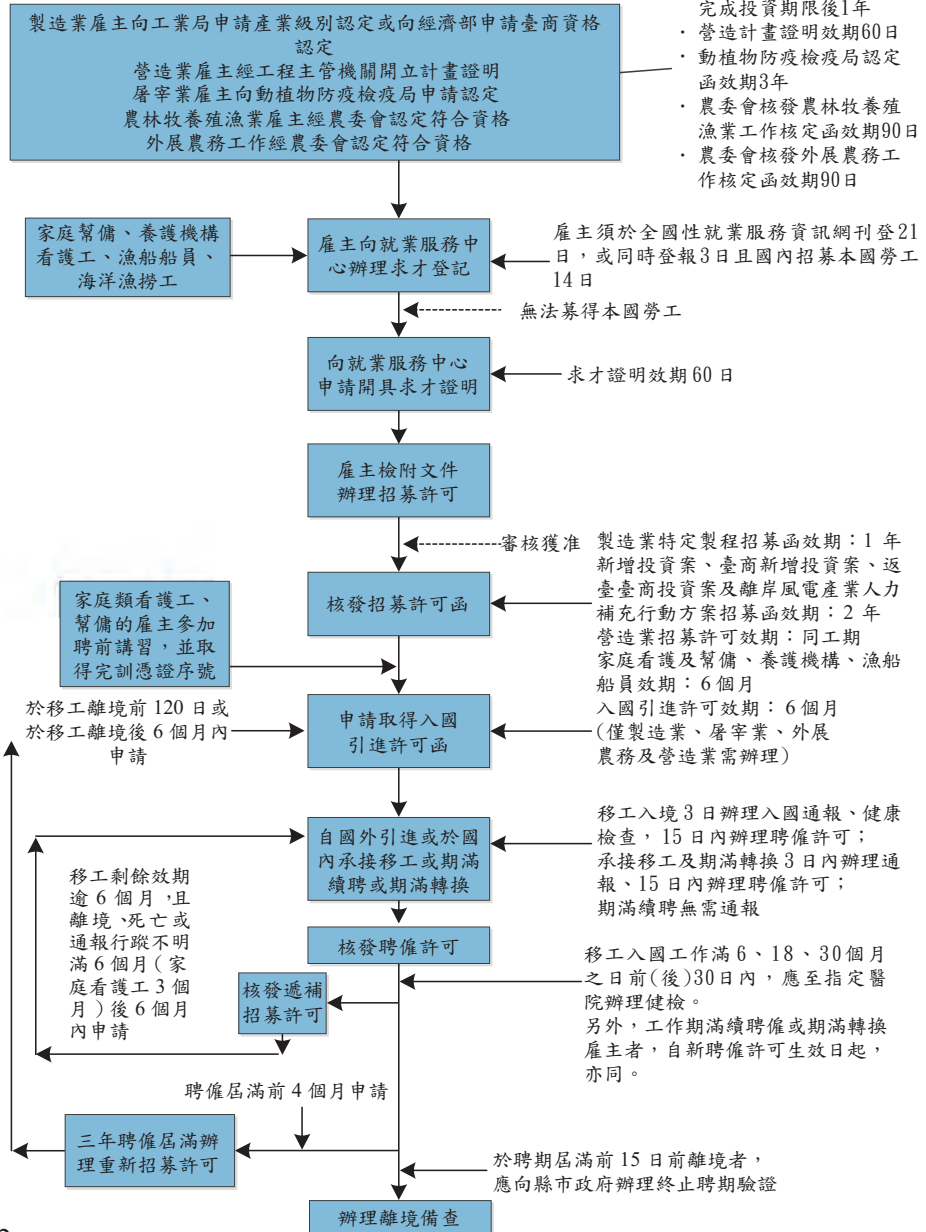 製造業雇主向工業局申請產業級別認定或向經濟部申請臺商資格
認定
營造業雇主經工程主管機關開立計畫證明
屠宰業雇主向動植物防疫檢疫局申請認定
農林牧養殖漁業雇主經農委會認定符合資格
外展農務工作經農委會認定符合資格
完成投資期限後1年
· 營造計畫證明效期60日
· 動植物防疫檢疫局認定
函效期3年
· 農委會核發農林牧養殖
漁業工作核定函效期90日
· 農委會核發外展農務工
作核定函效期90日
家庭幫傭、養護機構
看護工、漁船船員、
海洋漁撈工
雇主向就業服務中
心辦理求才登記
雇主須於全國性就業服務資訊網刊登21
日，或同時登報3日且國內招募本國勞工
14日
無法募得本國勞工
向就業服務中心
申請開具求才證明
求才證明效期 60 日
雇主檢附文件
辦理招募許可
審核獲准
核發招募許可函
製造業特定製程招募函效期：1 年
新增投資案、臺商新增投資案、返
臺臺商投資案及離岸風電產業人力
補充行動方案招募函效期：2 年
營造業招募許可效期：同工期
家庭看護及幫傭、養護機構、漁船
船員效期：6 個月
入國引進許可效期：6 個月
(僅製造業、屠宰業、外展
農務及營造業需辦理)
家庭類看護工、
幫傭的雇主參加
聘前講習，並取
得完訓憑證序號
於移工離境前 120 日或
於移工離境後 6 個月內
申請
申請取得入國
引進許可函
自國外引進或於國
內承接移工或期滿
續聘或期滿轉換
移工入境 3 日辦理入國通報、健康
檢查，15 日內辦理聘僱許可；
承接移工及期滿轉換 3 日內辦理通
報、15 日內辦理聘僱許可；
期滿續聘無需通報
移工剩餘效期
逾 6 個月，且
離境、死亡或
通報行蹤不明
滿 6 個月 ( 家
庭看護工 3 個
月 ) 後 6 個月
內申請
核發聘僱許可
核發遞補
招募許可
移工入國工作滿 6、18、30 個月
之日前(後)30日內，應至指定醫
院辦理健檢。
另外，工作期滿續聘僱或期滿轉換
雇主者，自新聘僱許可生效日起，
亦同。
聘僱屆滿前 4 個月申請
三年聘僱屆滿辦
理重新招募許可
於聘期屆滿前 15 日前離境者，
應向縣市政府辦理終止聘期驗證
辦理離境備查